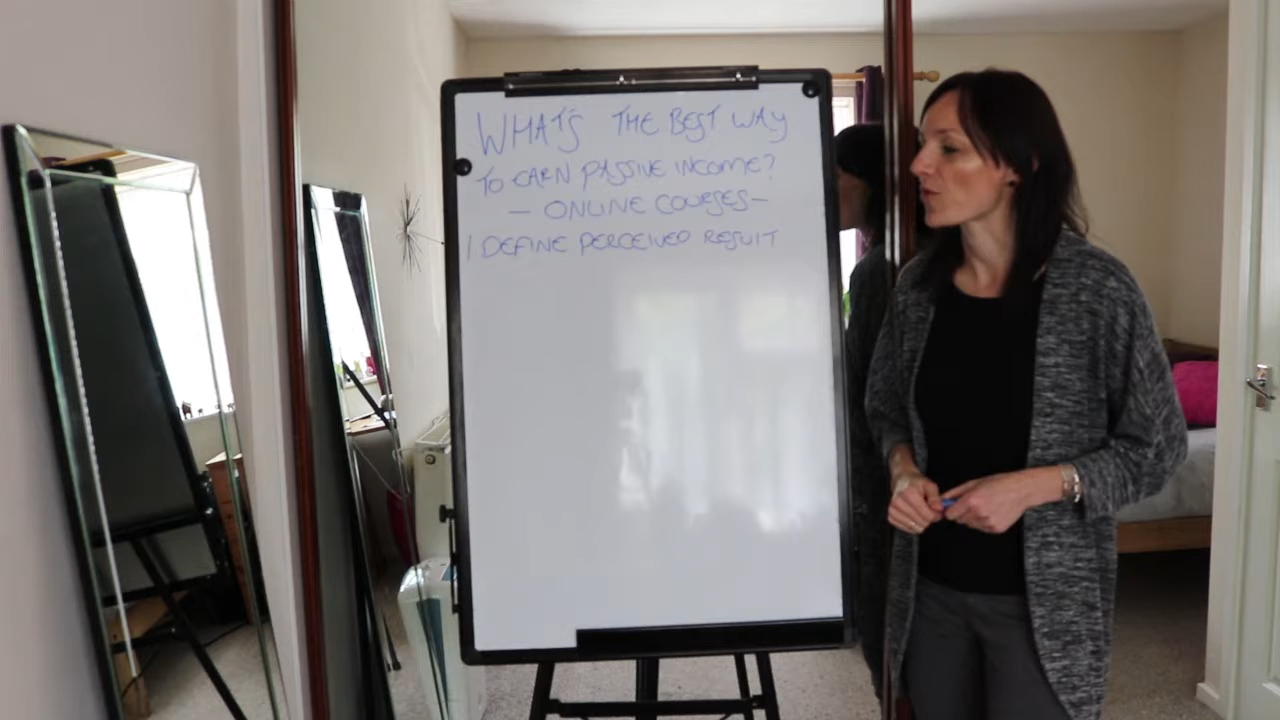 WHAT'S THE BEST WAY
TO EARN PASSIVE INCOME?
— ONLINE COURSES —
1 DEFINE PERCEIVED RESULT